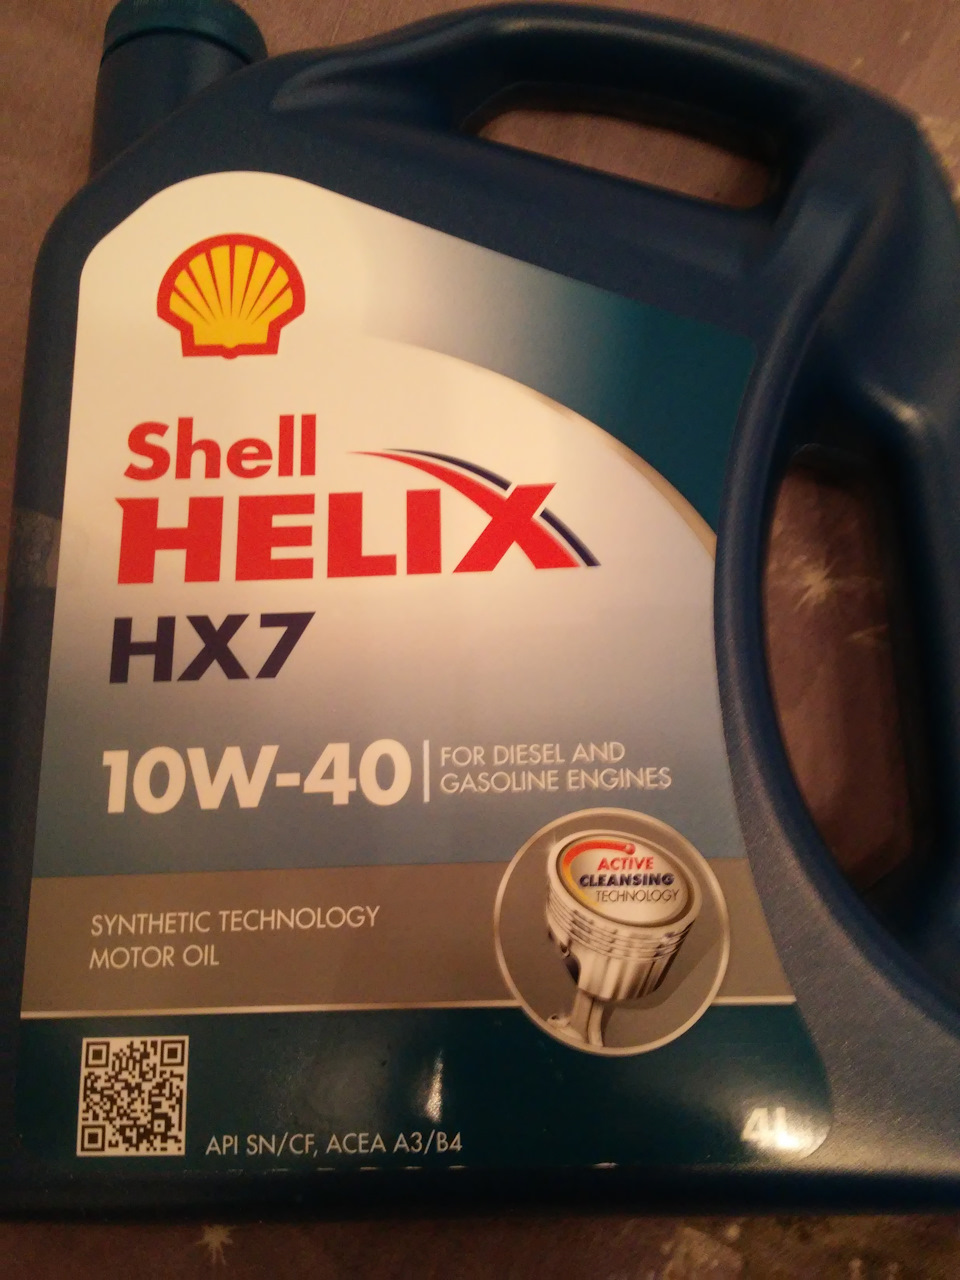 Shell
HELIX
HX7
10W-40
FOR DIESEL AND
GASOLINE ENGINES
ACTIVE
CLEANSING
TECHNOLOGY
SYNTHETIC TECHNOLOGY
MOTOR OIL
API SN/CF, ACEA A3/B4
4L